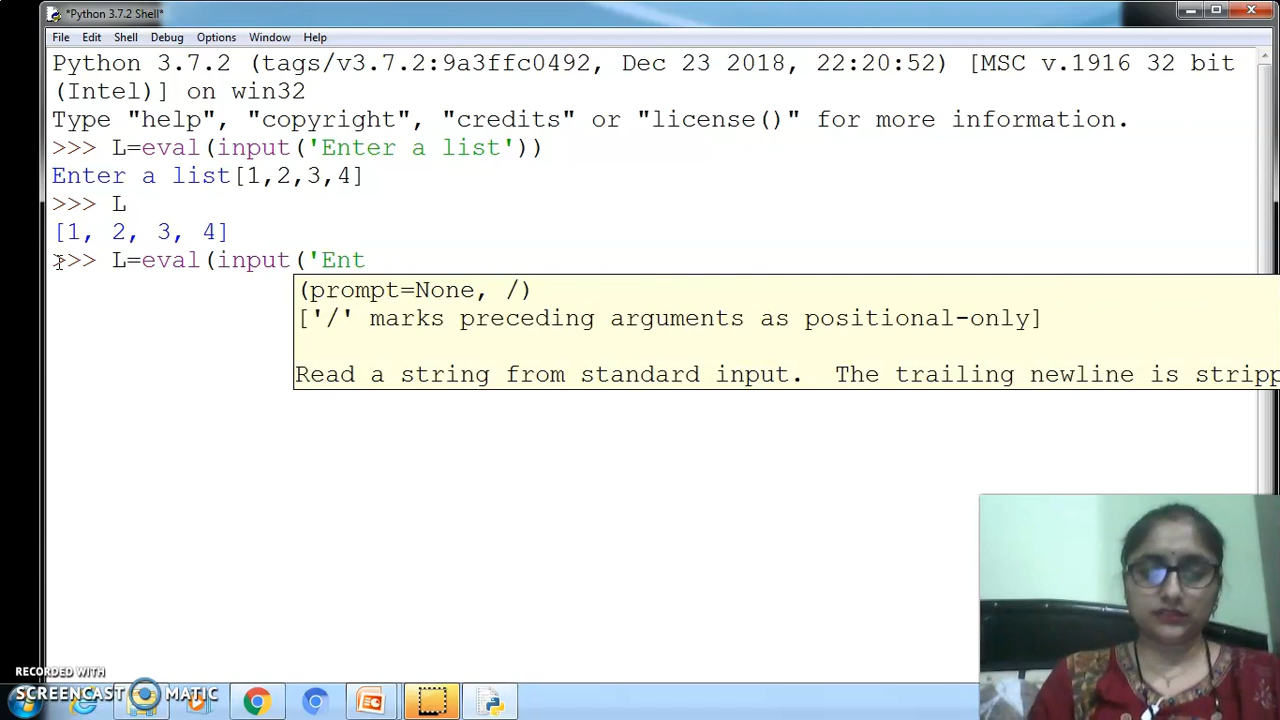 *Python 3.7.2 Shell*
File Edit Shell Debug Options Window Help
Python 3.7.2 (tags/v3.7.2:9a3ffc0492, Dec 23 2018, 22:20:52) [MSC v.1916 32 bit
(Intel)] on win32
Type "help", "copyright", "credits" or "license()" for more information.
>>> L=eval(input('Enter a list'))
Enter a list[1,2,3,4]
>>> L
[1, 2, 3, 4]
>>> L=eval(input('Ent
(prompt=None, /)
['/' marks preceding arguments as positional-only]
Read a string from standard input.  The trailing newline is stripp
RECORDED WITH
SCREENCAST MATIC